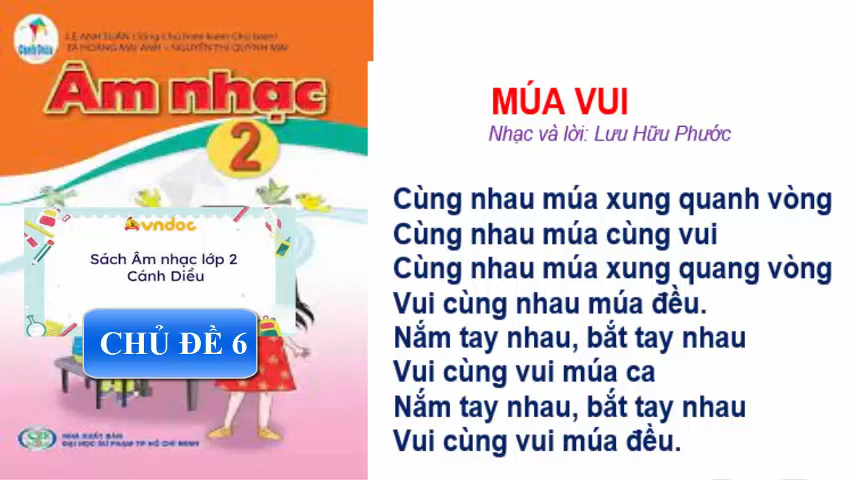 Cánh Diều
LÊ ANH TUẤN (Tổng Chủ biên kiêm Chủ biên)
TẠ HOÀNG MAI ANH – NGUYỄN THỊ QUỲNH MAI
Âm nhạc
2
vndoc
Sách Âm nhạc lớp 2
Cánh Diều
CHỦ ĐỀ 6
NHÀ XUẤT BẢN
ĐẠI HỌC SƯ PHẠM TP HỒ CHÍ MINH
MÚA VUI
Nhạc và lời: Lưu Hữu Phước
Cùng nhau múa xung quanh vòng
Cùng nhau múa cùng vui
Cùng nhau múa xung quang vòng
Vui cùng nhau múa đều.
Nắm tay nhau, bắt tay nhau
Vui cùng vui múa ca
Nắm tay nhau, bắt tay nhau
Vui cùng vui múa đều.